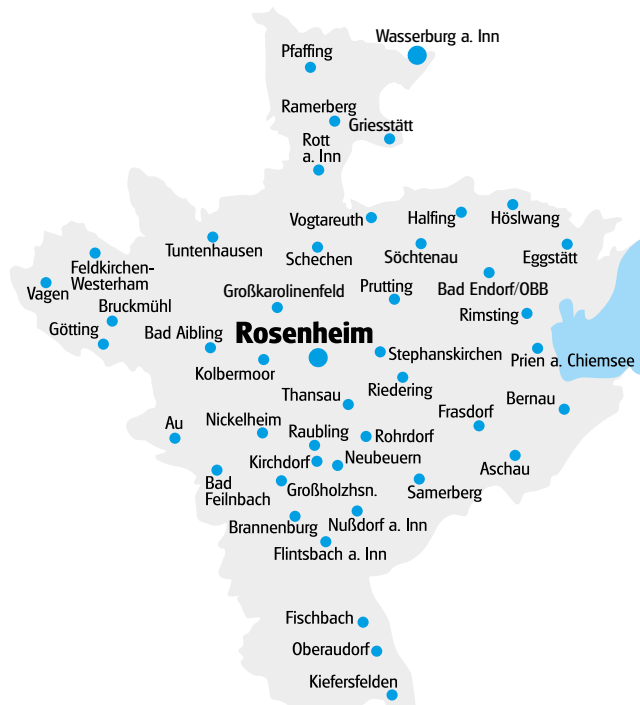 Wasserburg a. Inn
Pfaffing
Ramerberg
Griesstätt
Rott
a. Inn
Vogtareuth
Halfing
Höslwang
Tuntenhausen
Schechen
Söchtenau
Eggstätt
Feldkirchen-
Westerham
Vagen
Großkarolinenfeld
Prutting
Bad Endorf/OBB
Bruckmühl
Rimsting
Götting
Bad Aibling
Rosenheim
Stephanskirchen
Prien a. Chiemsee
Kolbermoor
Riedering
Thansau
Bernau
Frasdorf
Au
Nickelheim
Raubling
Rohrdorf
Kirchdorf
Neubeuern
Aschau
Bad
Feilnbach
Großholzhsn.
Samerberg
Brannenburg
Nußdorf a. Inn
Flintsbach a. Inn
Fischbach
Oberaudorf
Kiefersfelden